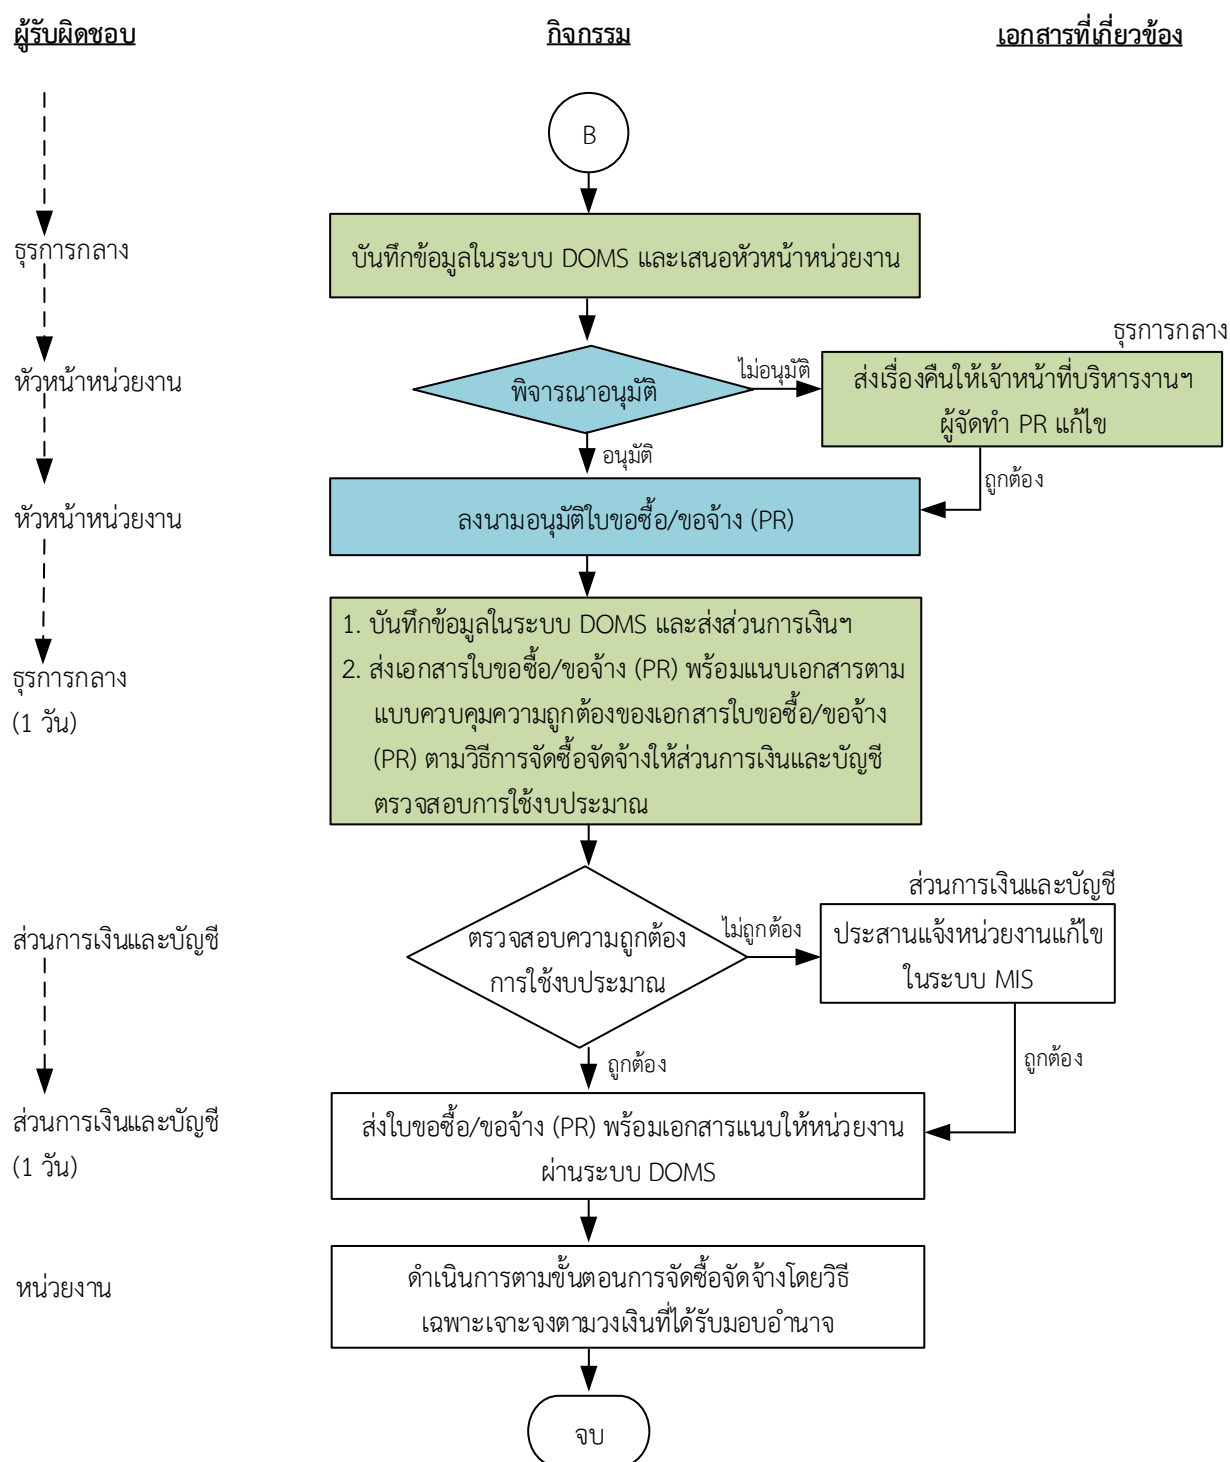 ผู้รับผิดชอบ
กิจกรรม
เอกสารที่เกี่ยวข้อง
B
ธุรการกลาง
บันทึกข้อมูลในระบบ DOMS และเสนอหัวหน้าหน่วยงาน
หัวหน้าหน่วยงาน
พิจารณาอนุมัติ
ไม่อนุมัติ
ธุรการกลาง
ส่งเรื่องคืนให้เจ้าหน้าที่บริหารงานฯ
ผู้จัดทำ PR แก้ไข
อนุมัติ
ถูกต้อง
หัวหน้าหน่วยงาน
ลงนามอนุมัติใบขอซื้อ/ขอจ้าง (PR)
ธุรการกลาง
(1 วัน)
1. บันทึกข้อมูลในระบบ DOMS และส่งส่วนการเงินฯ
2. ส่งเอกสารใบขอซื้อ/ขอจ้าง (PR) พร้อมแนบเอกสารตาม
แบบควบคุมความถูกต้องของเอกสารใบขอซื้อ/ขอจ้าง
(PR) ตามวิธีการจัดซื้อจัดจ้างให้ส่วนการเงินและบัญชี
ตรวจสอบการใช้งบประมาณ
ส่วนการเงินและบัญชี
ตรวจสอบความถูกต้อง
การใช้งบประมาณ
ไม่ถูกต้อง
ส่วนการเงินและบัญชี
ประสานแจ้งหน่วยงานแก้ไข
ในระบบ MIS
ถูกต้อง
ถูกต้อง
ส่วนการเงินและบัญชี
(1 วัน)
ส่งใบขอซื้อ/ขอจ้าง (PR) พร้อมเอกสารแนบให้หน่วยงาน
ผ่านระบบ DOMS
หน่วยงาน
ดำเนินการตามขั้นตอนการจัดซื้อจัดจ้างโดยวิธี
เฉพาะเจาะจงตามวงเงินที่ได้รับมอบอำนาจ
จบ